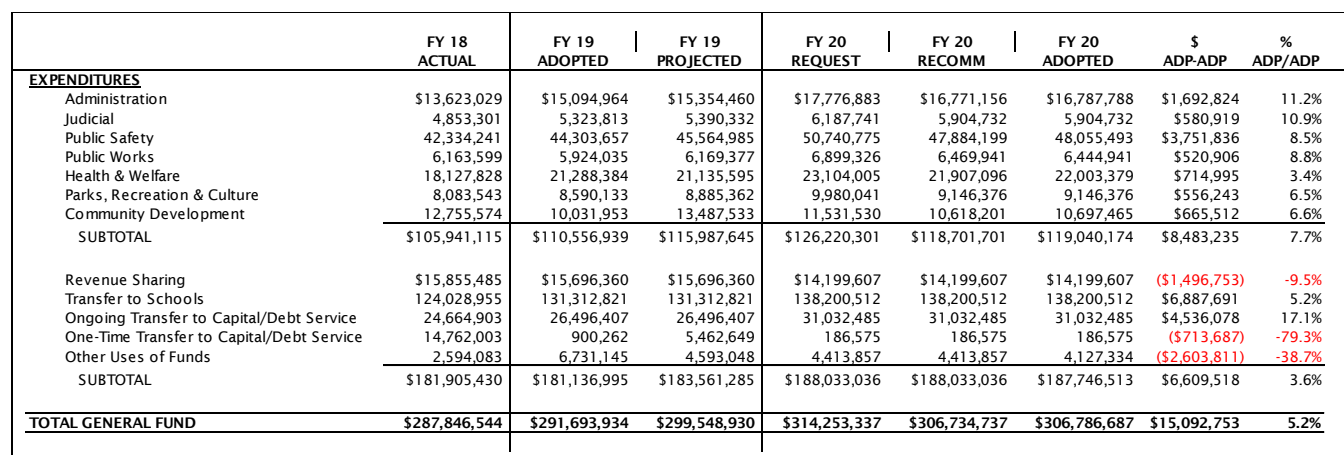 FY 18 FY 19 FY 19 FY 20 FY 20 FY 20 $ %
ACTUAL ADOPTED PROJECTED REQUEST RECOMM ADOPTED ADP-ADP ADP/ADP
EXPENDITURES
Administration $13,623,029 $15,094,964 $15,354,460 $17,776,883 $16,771,156 $16,787,788 $1,692,824 11.2%
Judicial 4,853,301 5,323,813 5,390,332 6,187,741 5,904,732 5,904,732 $580,919 10.9%
Public Safety 42,334,241 44,303,657 45,564,985 50,740,775 47,884,199 48,055,493 $3,751,836 8.5%
Public Works 6,163,599 5,924,035 6,169,377 6,899,326 6,469,941 6,444,941 $520,906 8.8%
Health & Welfare 18,127,828 21,288,384 21,135,595 23,104,005 21,907,096 22,003,379 $714,995 3.4%
Parks, Recreation & Culture 8,083,543 8,590,133 8,885,362 9,980,041 9,146,376 9,146,376 $556,243 6.5%
Community Development 12,755,574 10,031,953 13,487,533 11,531,530 10,618,201 10,697,465 $665,512 6.6%
SUBTOTAL $105,941,115 $110,556,939 $115,987,645 $126,220,301 $118,701,701 $119,040,174 $8,483,235 7.7%
Revenue Sharing $15,855,485 $15,696,360 $15,696,360 $14,199,607 $14,199,607 $14,199,607 ($1,496,753) -9.5%
Transfer to Schools 124,028,955 131,312,821 131,312,821 138,200,512 138,200,512 138,200,512 $6,887,691 5.2%
Ongoing Transfer to Capital/Debt Service 24,664,903 26,496,407 26,496,407 31,032,485 31,032,485 31,032,485 $4,536,078 17.1%
One-Time Transfer to Capital/Debt Service 14,762,003 900,262 5,462,649 186,575 186,575 186,575 ($713,687) -79.3%
Other Uses of Funds 2,594,083 6,731,145 4,593,048 4,413,857 4,413,857 4,127,334 ($2,603,811) -38.7%
SUBTOTAL $181,905,430 $181,136,995 $183,561,285 $188,033,036 $188,033,036 $187,746,513 $6,609,518 3.6%
TOTAL GENERAL FUND $287,846,544 $291,693,934 $299,548,930 $314,253,337 $306,734,737 $306,786,687 $15,092,753 5.2%